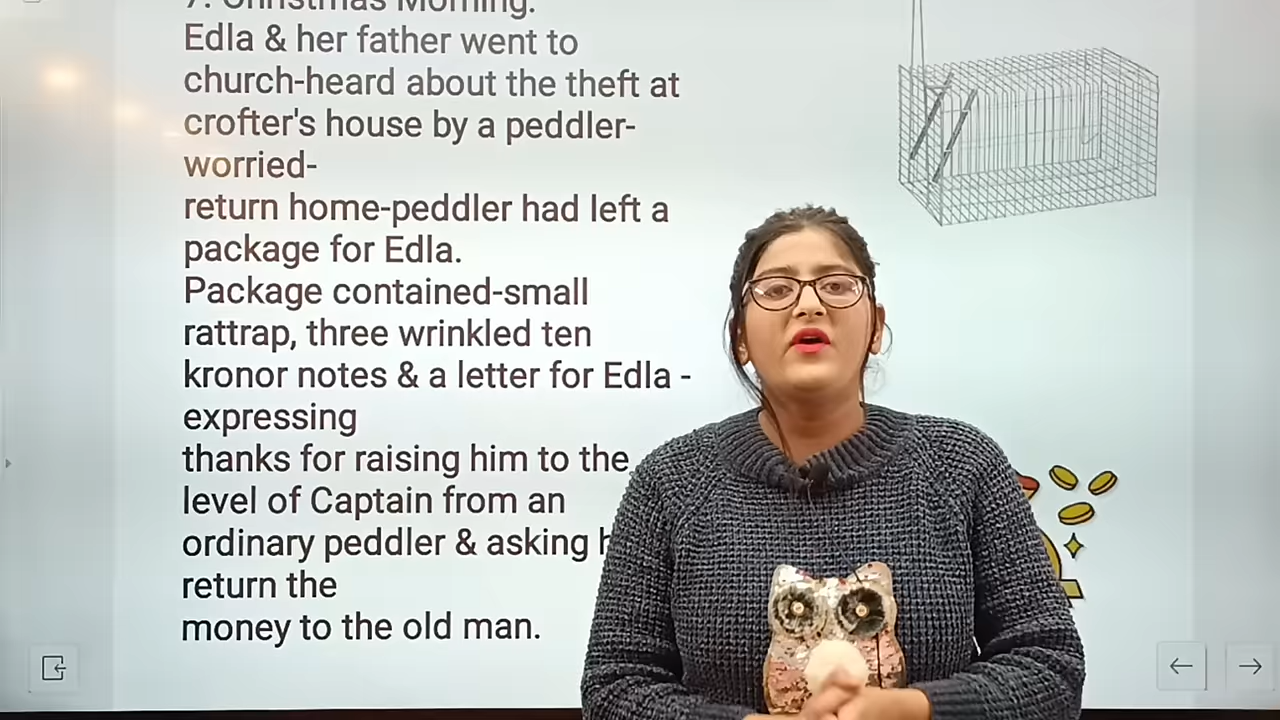 7. Christmas Morning.
Edla & her father went to
church-heard about the theft at
crofter's house by a peddler-
worried-
return home-peddler had left a
package for Edla.
Package contained-small
rattrap, three wrinkled ten
kronor notes & a letter for Edla -
expressing
thanks for raising him to the
level of Captain from an
ordinary peddler & asking
return the
money to the old man.